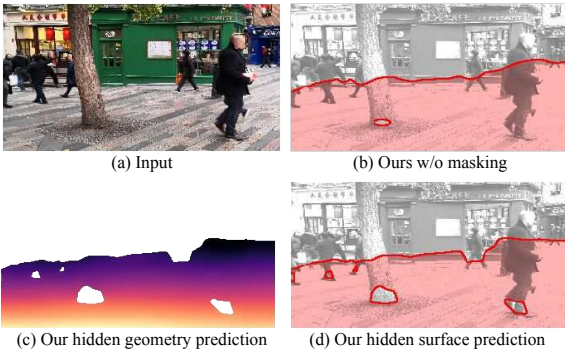 (a) Input
(b) Ours w/o masking
(c) Our hidden geometry prediction
(d) Our hidden surface prediction